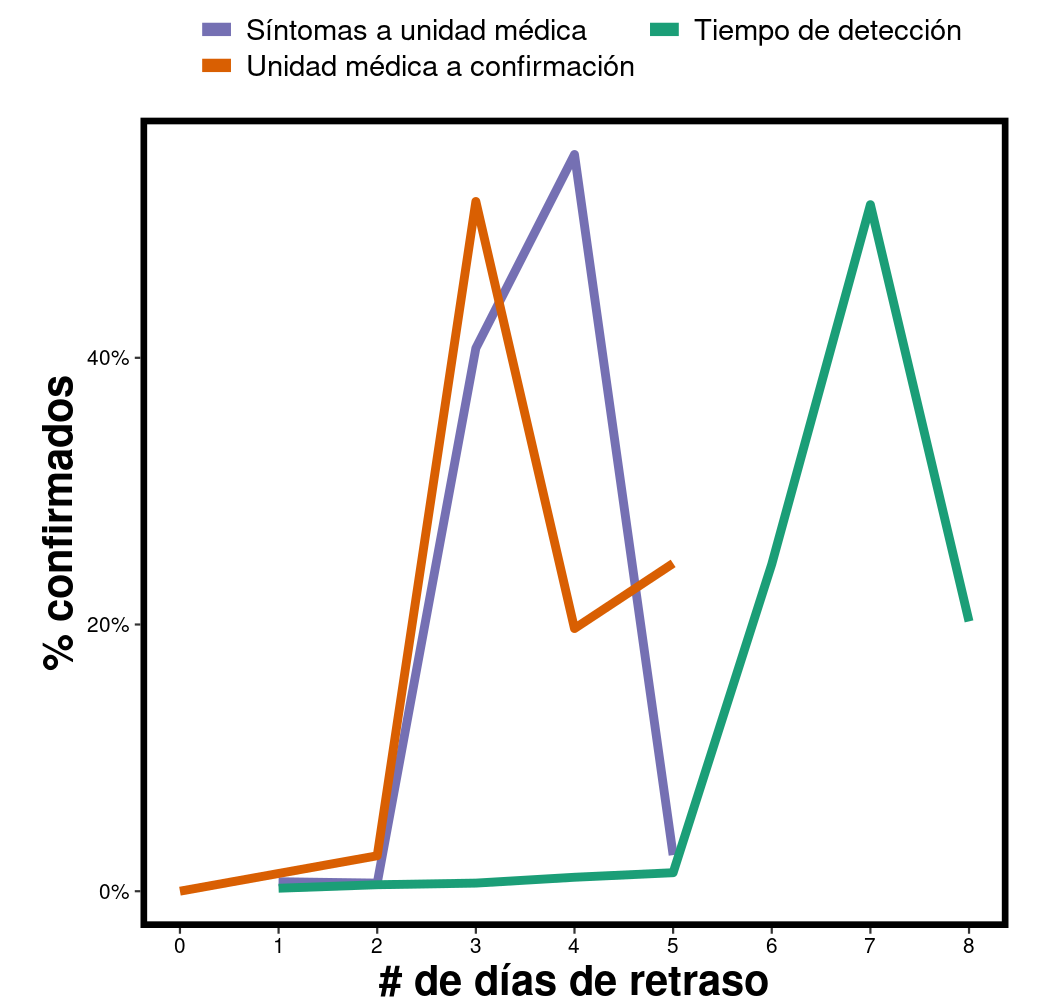 Síntomas a unidad médica
Tiempo de detección
Unidad médica a confirmación
% confirmados
40%
20%
0%
0 1 2 3 4 5 6 7 8
# de días de retraso